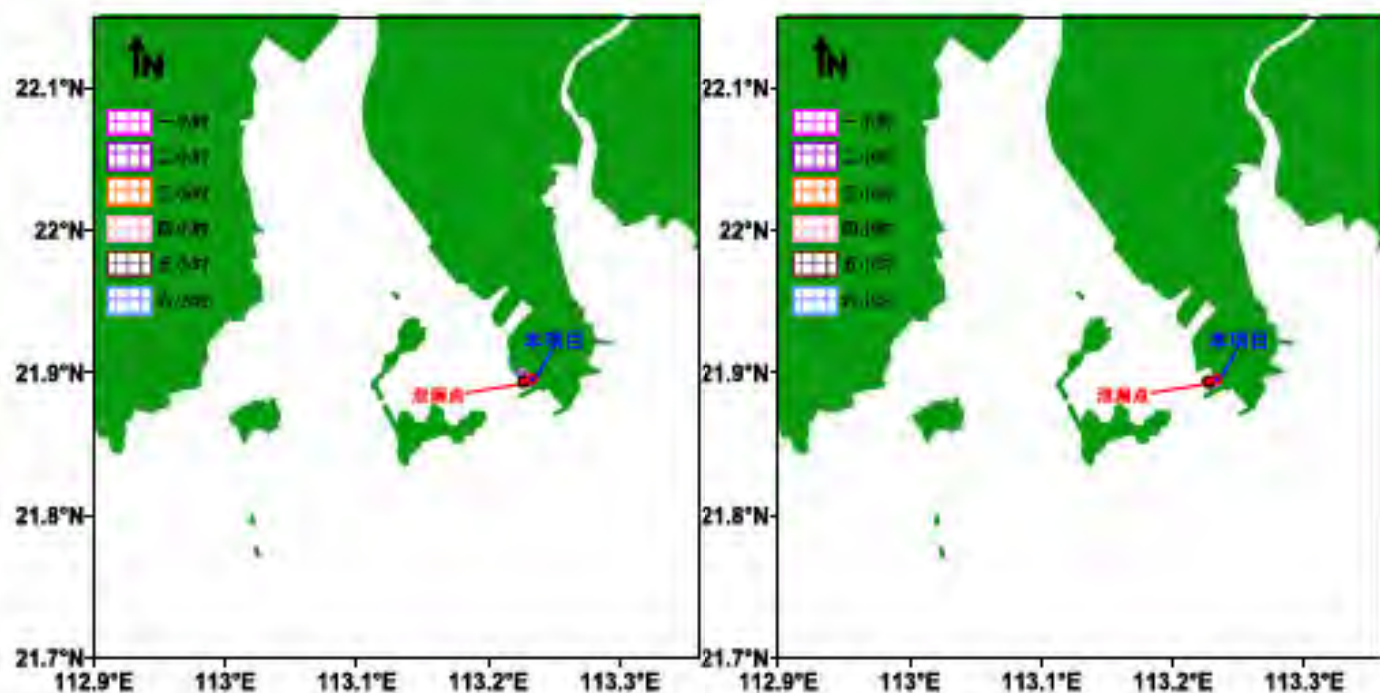 N
22.1°N
一小时
二小时
三小时
四小时
五小时
六小时
22°N
21.9°N
本项目
泄漏点
21.8°N
21.7°N
112.9°E 113°E 113.1°E 113.2°E 113.3°E
N
22.1°N
一小时
二小时
三小时
四小时
五小时
六小时
22°N
21.9°N
本项目
泄漏点
21.8°N
21.7°N
112.9°E 113°E 113.1°E 113.2°E 113.3°E